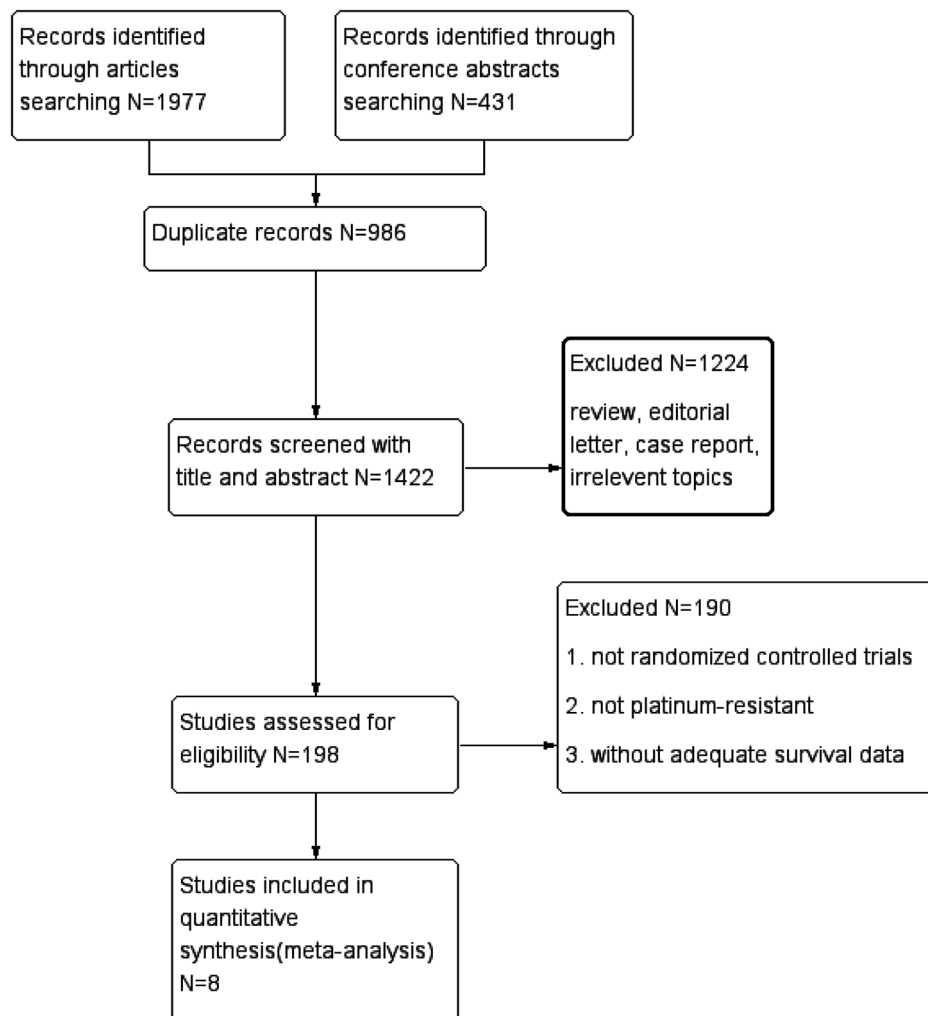 Records identified
through articles
searching N=1977
Records identified through
conference abstracts
searching N=431
Duplicate records N=986
Excluded N=1224
review, editorial
letter, case report,
irrelevent topics
Records screened with
title and abstract N=1422
Excluded N=190
1. not randomized controlled trials
2. not platinum-resistant
3. without adequate survival data
Studies assessed for
eligibility N=198
Studies included in
quantitative
synthesis(meta-analysis)
N=8